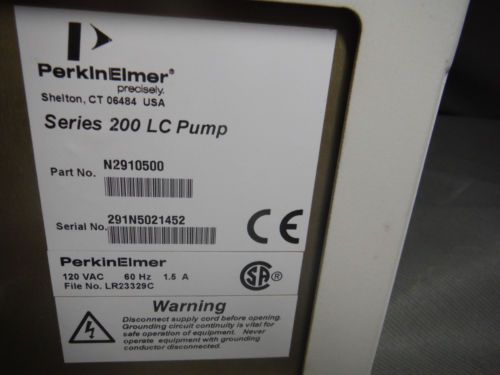 PerkinElmer®
precisely.
Shelton, CT 06484 USA
Series 200 LC Pump
Part No. N2910500
Serial No. 291N5021452
CE
PerkinElmer
120 VAC 60 Hz 1.5 A
File No. LR23329C
SA
Warning
Disconnect supply cord before opening.
Grounding circuit continuity is vital for
safe operation of equipment. Never
operate equipment with grounding
conductor disconnected.